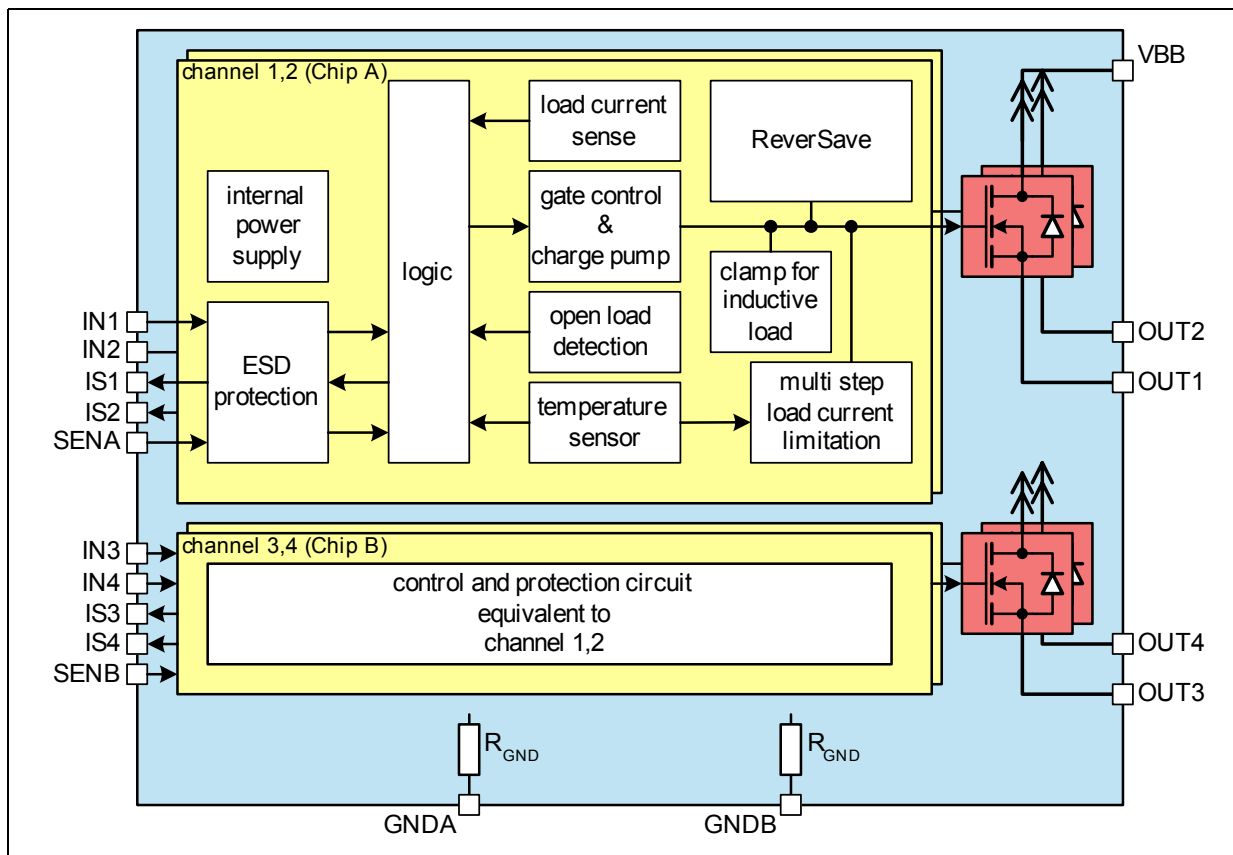 VBB
channel 1,2 (Chip A)
load current
sense
ReverSave
internal
power
supply
gate control
&
charge pump
logic
clamp for
inductive
load
IN1
IN2
IS1
IS2
SENA
ESD
protection
open load
detection
OUT2
OUT1
temperature
sensor
multi step
load current
limitation
IN3
IN4
IS3
IS4
SENB
channel 3,4 (Chip B)
control and protection circuit
equivalent to
channel 1,2
OUT4
OUT3
RGND
RGND
GNDA
GNDB